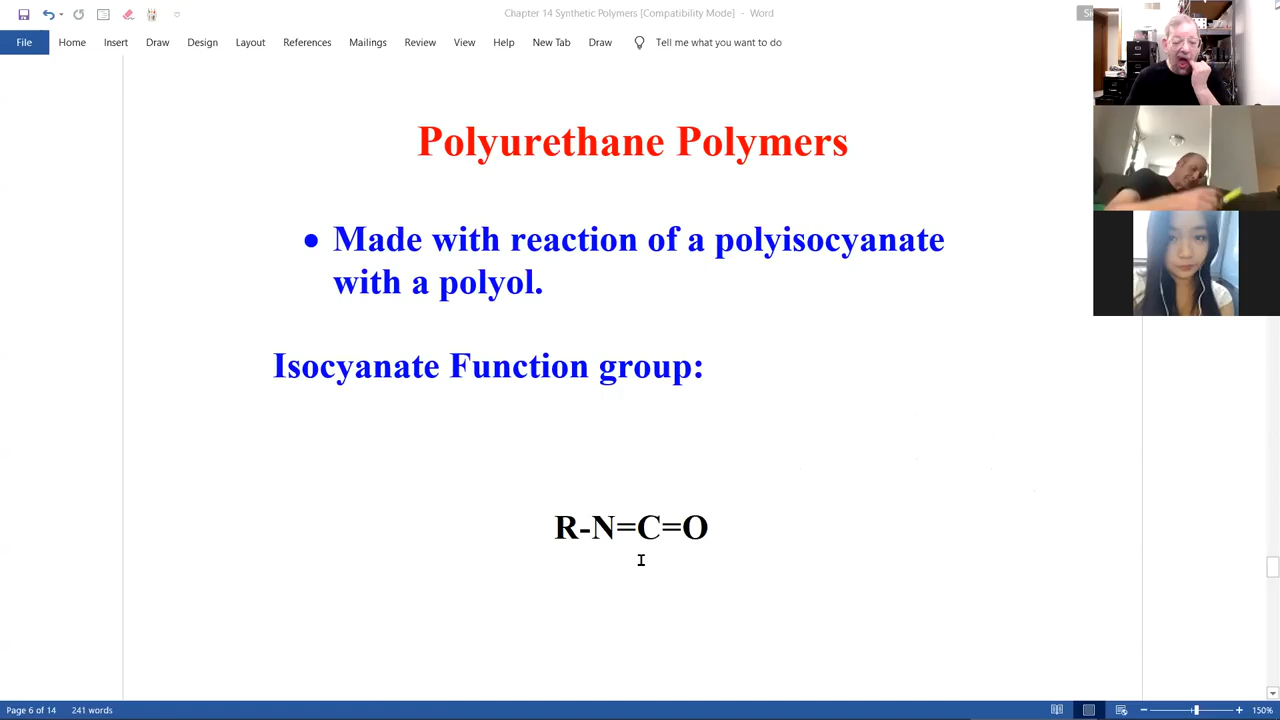 Chapter 14 Synthetic Polymers [Compatibility Mode] - Word
File Home Insert Draw Design Layout References Mailings Review View Help New Tab Draw Tell me what you want to do
Polyurethane Polymers
• Made with reaction of a polyisocyanate
with a polyol.
Isocyanate Function group:
R-N=C=O
Page 6 of 14 241 words 150%